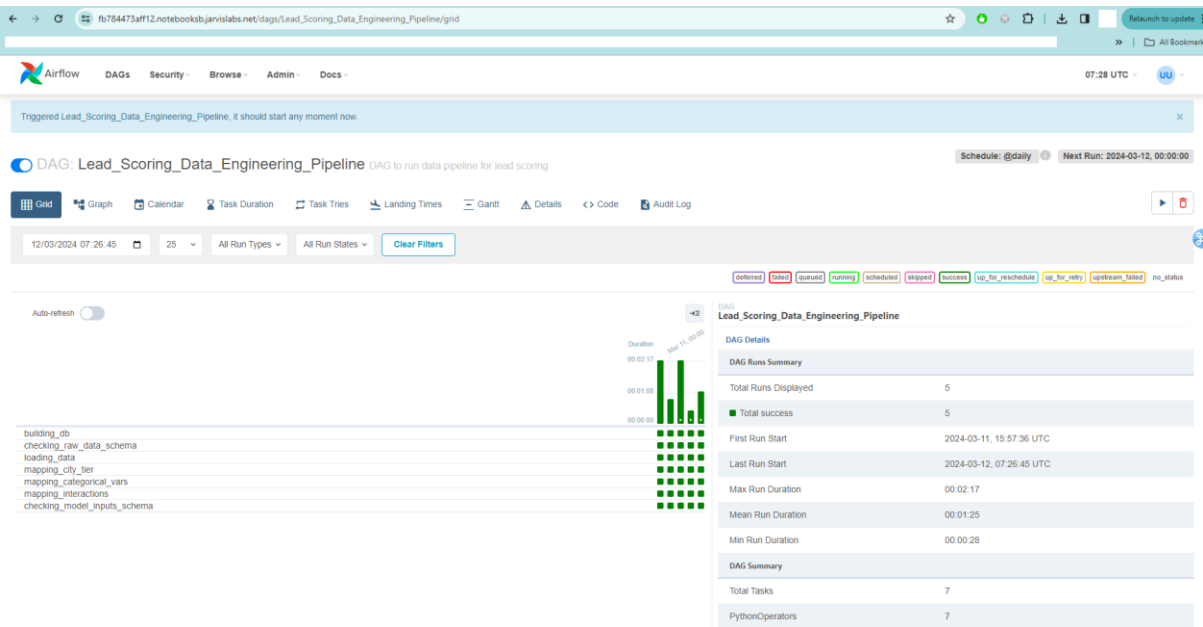 fb784473aff12.notebooksb.jarvislabs.net/dags/Lead_Scoring_Data_Engineering_Pipeline/grid
Relaunch to update
» All Bookmark
Airflow DAGs Security Browse Admin Docs 07:28 UTC UU
Triggered Lead_Scoring_Data_Engineering_Pipeline, it should start any moment now. ×
DAG: Lead_Scoring_Data_Engineering_Pipeline DAG to run data pipeline for lead scoring
Schedule: @daily Next Run: 2024-03-12, 00:00:00
Grid Graph Calendar Task Duration Task Tries Landing Times Gantt Details <> Code Audit Log
12/03/2024 07:26:45 25 All Run Types All Run States Clear Filters
deferred failed queued running scheduled skipped success up_for_reschedule up_for_retry upstream_failed no_status
Auto-refresh
Duration
Mar 11, 00:00
00:02:17
00:01:08
00:00:00
building_db
checking_raw_data_schema
loading_data
mapping_city_tier
mapping_categorical_vars
mapping_interactions
checking_model_inputs_schema
DAG
Lead_Scoring_Data_Engineering_Pipeline
DAG Details
DAG Runs Summary
Total Runs Displayed 5
Total success 5
First Run Start 2024-03-11, 15:57:36 UTC
Last Run Start 2024-03-12, 07:26:45 UTC
Max Run Duration 00:02:17
Mean Run Duration 00:01:25
Min Run Duration 00:00:28
DAG Summary
Total Tasks 7
PythonOperators 7